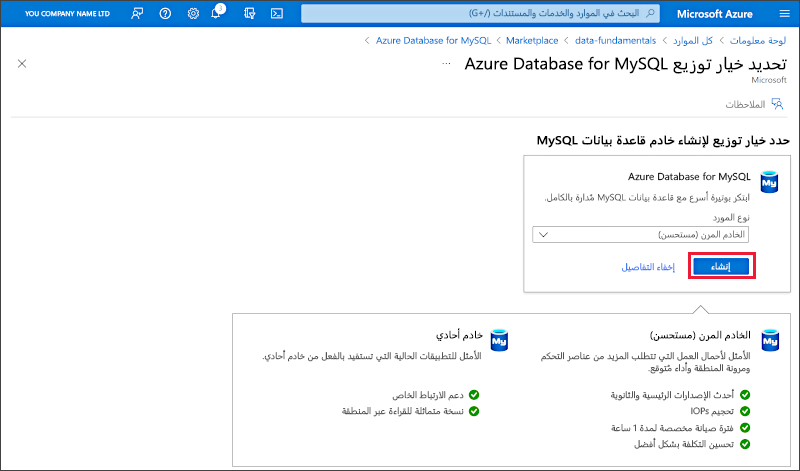 Microsoft Azure
البحث في الموارد والخدمات والمستندات (/+G)
3
YOU COMPANY NAME LTD
لوحة معلومات > كل الموارد > data-fundamentals > Marketplace > Azure Database for MySQL >
تحديد خيار توزيع Azure Database for MySQL ...
Microsoft
الملاحظات
حدد خيار توزيع لإنشاء خادم قاعدة بيانات MySQL
My
Azure Database for MySQL
ابتكر بوتيرة أسرع مع قاعدة بيانات MySQL مُدارة بالكامل.
نوع المورد
الخادم المرن (مستحسن)
إنشاء
إخفاء التفاصيل
My
الخادم المرن (مستحسن)
الأمثل لأحمال العمل التي تتطلب المزيد من عناصر التحكم
ومرونة المنطقة وأداء مُتوقع.
أحدث الإصدارات الرئيسية والثانوية
تحجيم IOPs
فترة صيانة مخصصة لمدة 1 ساعة
تحسين التكلفة بشكل أفضل
My
خادم أحادي
الأمثل للتطبيقات الحالية التي تستفيد بالفعل من خادم أحادي.
دعم الارتباط الخاص
نسخة متماثلة للقراءة عبر المنطقة